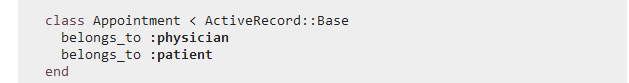 class Appointment < ActiveRecord::Base
  belongs_to :physician
  belongs_to :patient
end